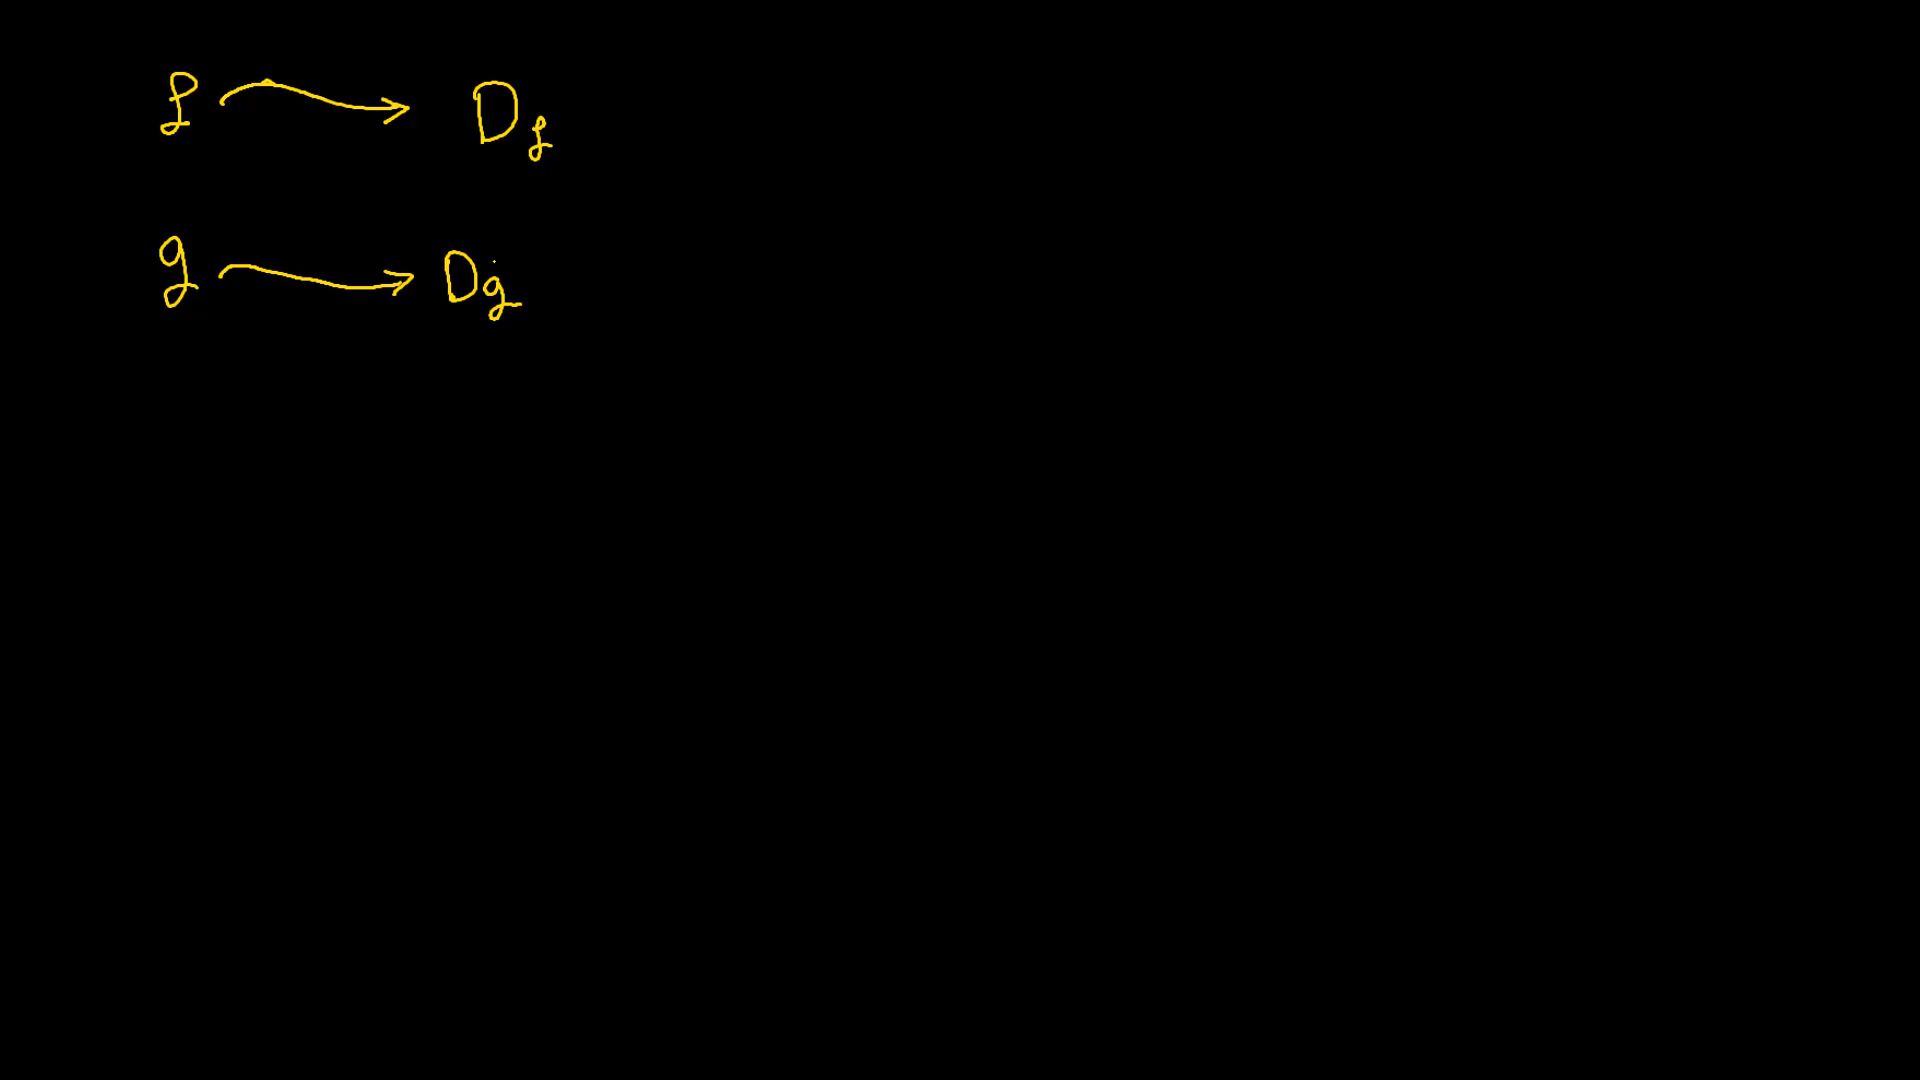 f → D_f
g → D_g